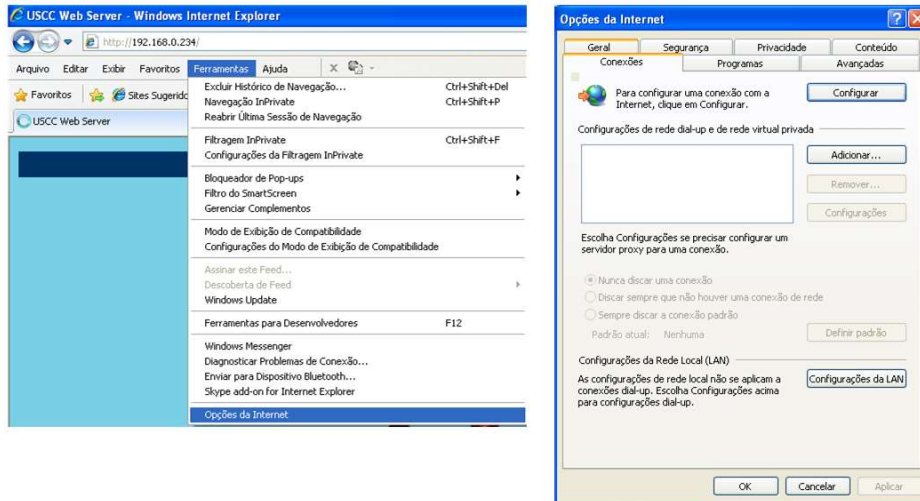 USCC Web Server - Windows Internet Explorer
http://192.168.0.234/
Arquivo Editar Exibir Favoritos Ferramentas Ajuda
Favoritos Sites Sugerido
USCC Web Server
Excluir Histórico de Navegação... Ctrl+Shift+Del
Navegação InPrivate Ctrl+Shift+P
Reabrir Última Sessão de Navegação
Filtragem InPrivate Ctrl+Shift+F
Configurações da Filtragem InPrivate
Bloqueador de Pop-ups
Filtro do SmartScreen
Gerenciar Complementos
Modo de Exibição de Compatibilidade
Configurações do Modo de Exibição de Compatibilidade
Assinar este Feed...
Descoberta de Feed
Windows Update
Ferramentas para Desenvolvedores F12
Windows Messenger
Diagnosticar Problemas de Conexão...
Enviar para Dispositivo Bluetooth...
Skype add-on for Internet Explorer
Opções da Internet
Opções da Internet
Geral Segurança Privacidade Conteúdo
Conexões Programas Avançadas
Para configurar uma conexão com a
Internet, clique em Configurar.
Configurar
Configurações de rede dial-up e de rede virtual privada
Adicionar...
Remover...
Configurações
Escolha Configurações se precisar configurar um
servidor proxy para uma conexão.
Nunca discar uma conexão
Discar sempre que não houver uma conexão de rede
Sempre discar a conexão padrão
Padrão atual: Nenhuma Definir padrão
Configurações da Rede Local (LAN)
As configurações de rede local não se aplicam a
conexões dial-up. Escolha Configurações acima
para configurações dial-up.
Configurações da LAN
OK Cancelar Aplicar